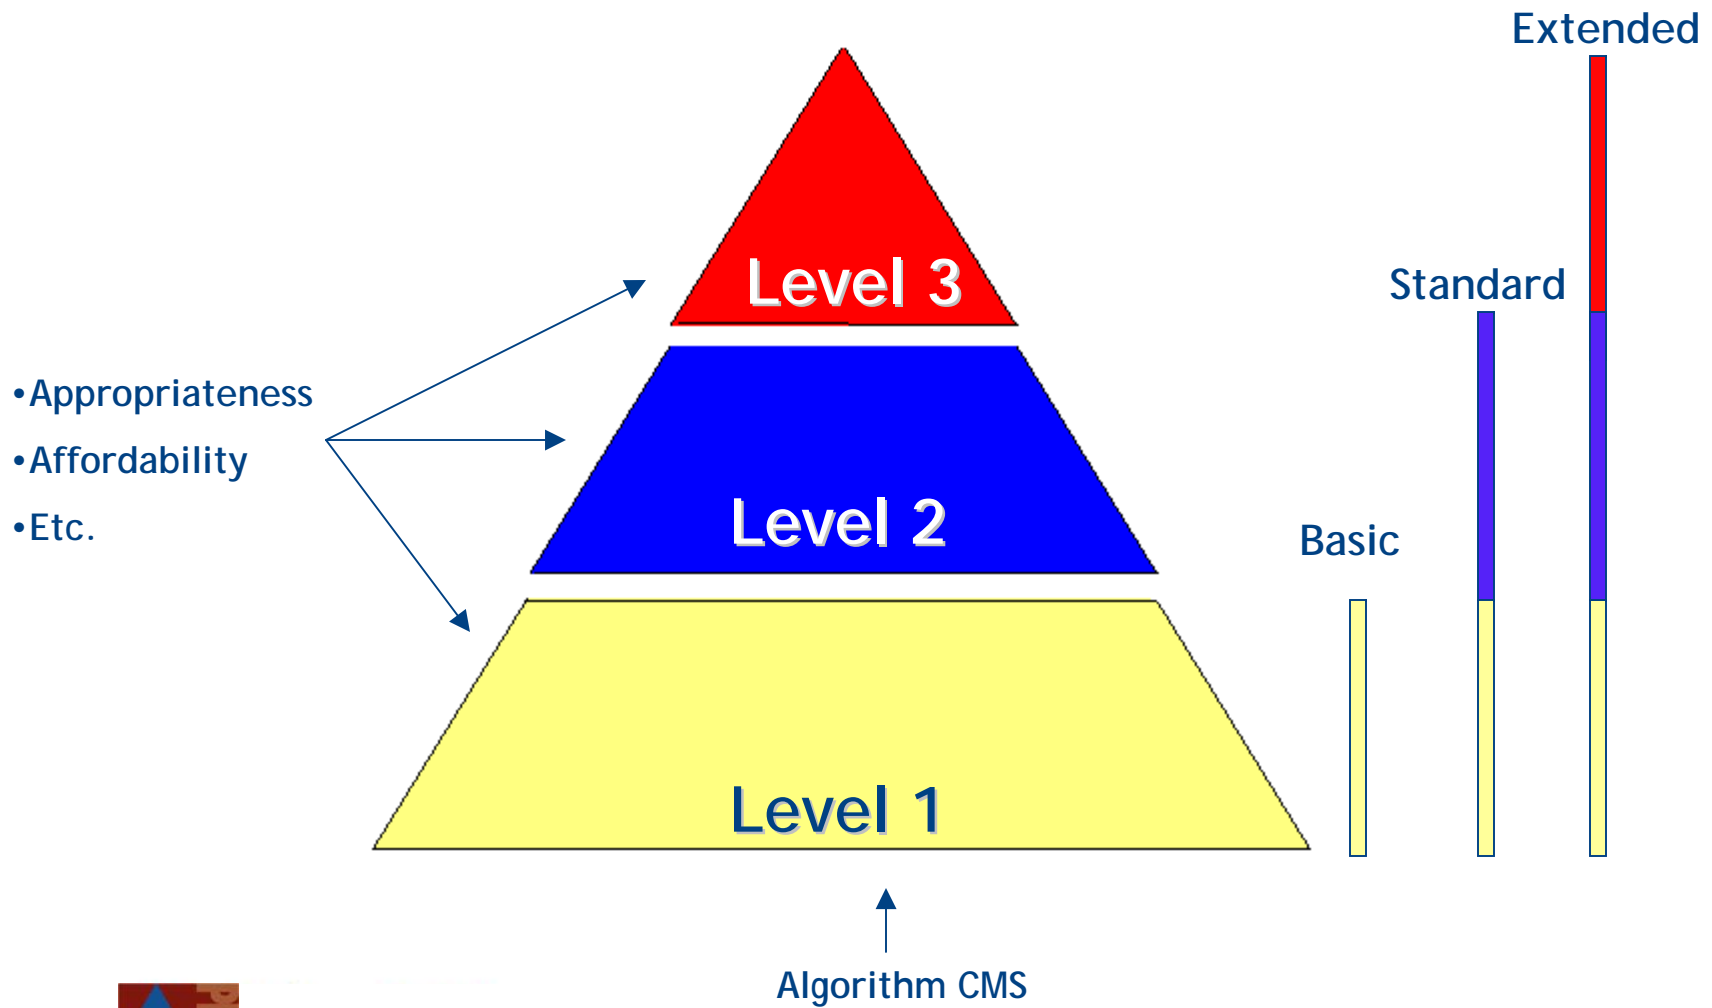 Extended
Level 3
Standard
•Appropriateness
•Affordability
•Etc.
Level 2
Basic
Level 1
Algorithm CMS